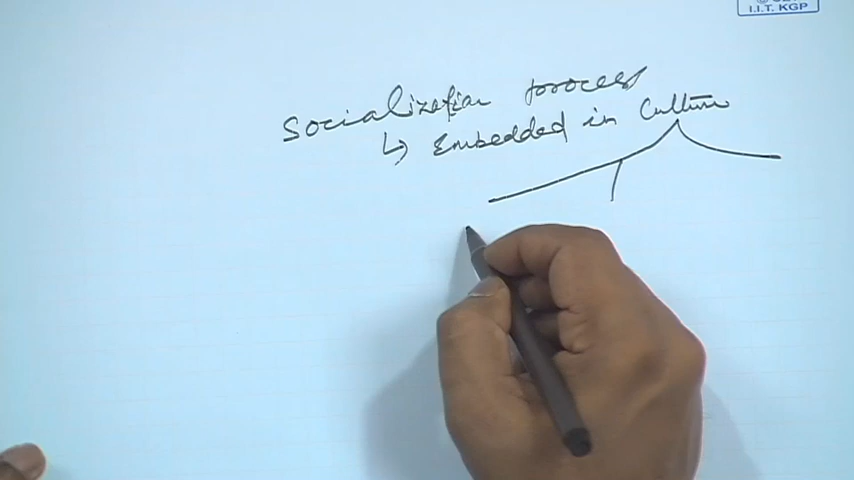 I.I.T. KGP
Socialization process
↳ Embedded in Culture